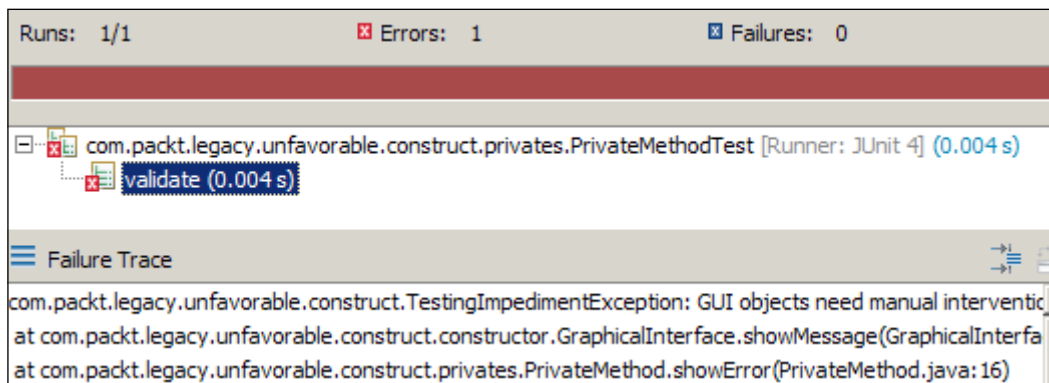 Runs: 1/1 Errors: 1 Failures: 0
com.packt.legacy.unfavorable.construct.privates.PrivateMethodTest [Runner: JUnit 4] (0.004 s)
validate (0.004 s)
Failure Trace
com.packt.legacy.unfavorable.construct.TestingImpedimentException: GUI objects need manual interventic
at com.packt.legacy.unfavorable.construct.constructor.GraphicalInterface.showMessage(GraphicalInterfa
at com.packt.legacy.unfavorable.construct.privates.PrivateMethod.showError(PrivateMethod.java:16)